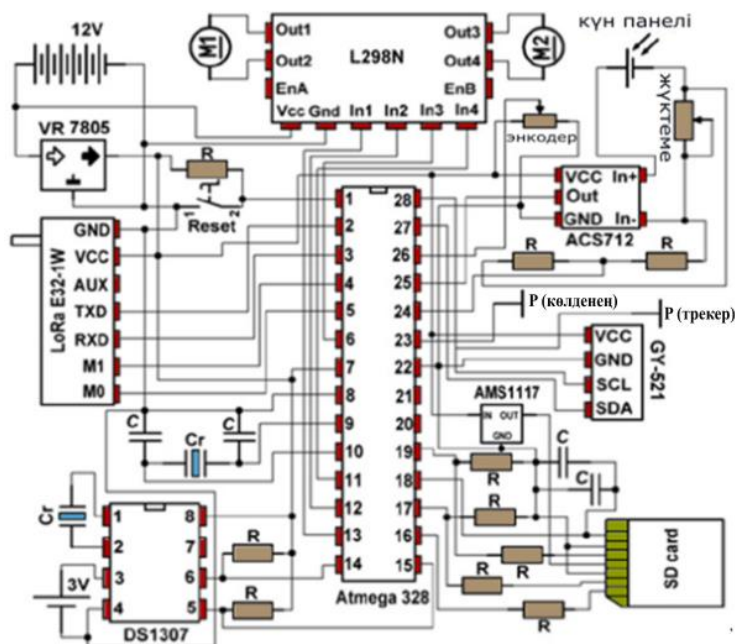 12V
M1
Out1
Out2
EnA
L298N
Out3
Out4
EnB
M2
Vcc Gnd In1 In2 In3 In4
күн панелі
жүктеме
энкодер
VR 7805
R
1 2
Reset
GND
VCC
AUX
TXD
RXD
M1
M0
LoRa E32-1W
VCC In+
Out
GND In-
ACS712
R
R
1 28
2 27
3 26
4 25
5 24
6 23
7 22
8 21
9 20
10 19
11 18
12 17
13 16
14 15
Atmega 328
P (көлденең)
P (трекер)
VCC
GND
SCL
SDA
GY-521
AMS1117
IN OUT
GND
C
Cr
C
R
C
C
R
R
R
R
SD card
Cr
3V
1 8
2 7
3 6
4 5
DS1307
R
R